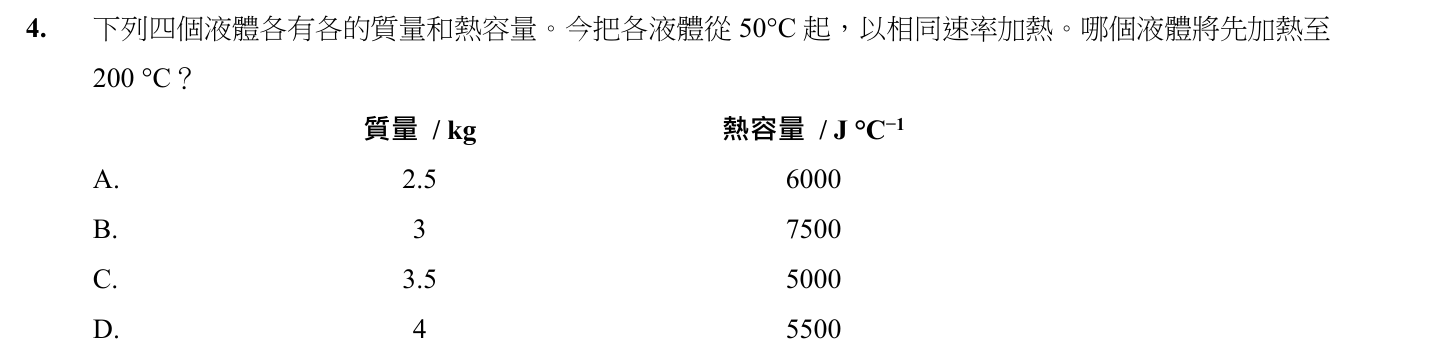 4. 下列四個液體各有各的質量和熱容量。今把各液體從 50°C 起，以相同速率加熱。哪個液體將先加熱至
200 °C？
質量 / kg 熱容量 / J °C⁻¹
A. 2.5 6000
B. 3 7500
C. 3.5 5000
D. 4 5500